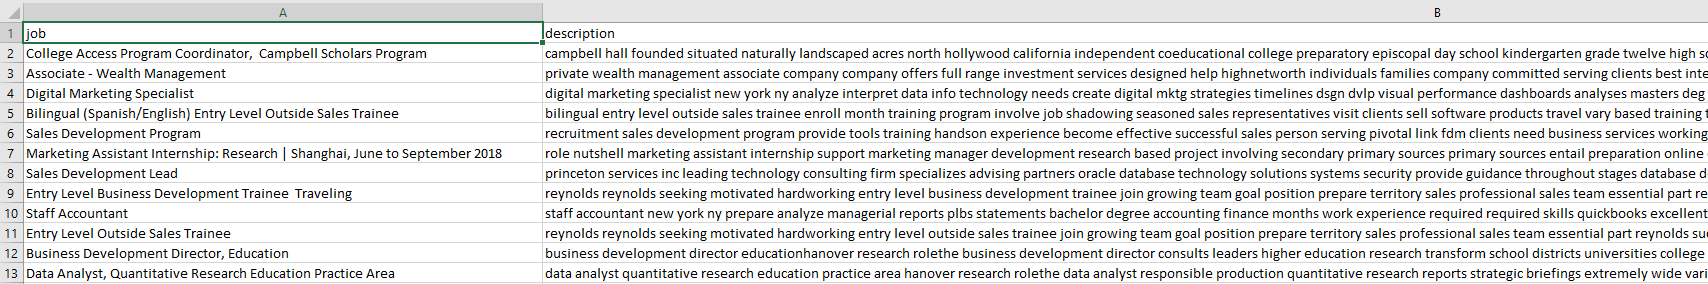 A B
1 job description
2 College Access Program Coordinator,  Campbell Scholars Program campbell hall founded situated naturally landscaped acres north hollywood california independent coeducational college preparatory episcopal day school kindergarten grade twelve high
3 Associate - Wealth Management private wealth management associate company company offers full range investment services designed help highnetworth individuals families company committed serving clients best
4 Digital Marketing Specialist digital marketing specialist new york ny analyze interpret data info technology needs create digital mktg strategies timelines dsgn dvlp visual performance dashboards analyses masters deg
5 Bilingual (Spanish/English) Entry Level Outside Sales Trainee bilingual entry level outside sales trainee enroll month training program involve job shadowing seasoned sales representatives visit clients sell software products travel vary based training
6 Sales Development Program recruitment sales development program provide tools training handson experience become effective successful sales person serving pivotal link fdm clients need business services working
7 Marketing Assistant Internship: Research | Shanghai, June to September 2018 role nutshell marketing assistant internship support marketing manager development research based project involving secondary primary sources primary sources entail preparation online
8 Sales Development Lead princeton services inc leading technology consulting firm specializes advising partners oracle database technology solutions systems security provide guidance throughout stages database
9 Entry Level Business Development Trainee  Traveling reynolds reynolds seeking motivated hardworking entry level business development trainee join growing team goal position prepare territory sales professional sales team essential part
10 Staff Accountant staff accountant new york ny prepare analyze managerial reports plbs statements bachelor degree accounting finance months work experience required required skills quickbooks excellent
11 Entry Level Outside Sales Trainee reynolds reynolds seeking motivated hardworking entry level outside sales trainee join growing team goal position prepare territory sales professional sales team essential part reynolds
12 Business Development Director, Education business development director educationhanover research rolethe business development director consults leaders higher education research transform school districts universities college
13 Data Analyst, Quantitative Research Education Practice Area data analyst quantitative research education practice area hanover research rolethe data analyst responsible production quantitative research reports strategic briefings extremely wide